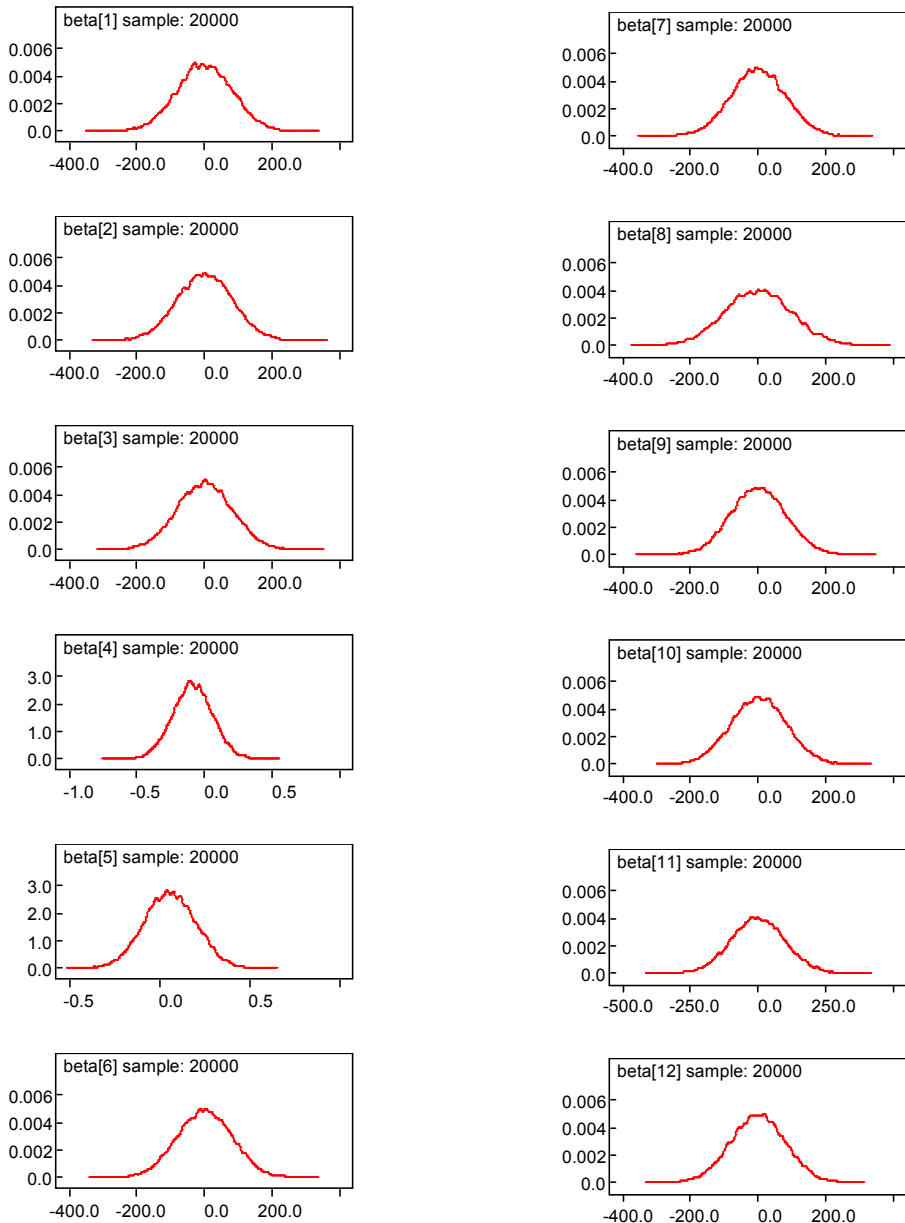 beta[1] sample: 20000
0.006
0.004
0.002
0.0
-400.0 -200.0 0.0 200.0
beta[2] sample: 20000
0.006
0.004
0.002
0.0
-400.0 -200.0 0.0 200.0
beta[3] sample: 20000
0.006
0.004
0.002
0.0
-400.0 -200.0 0.0 200.0
beta[4] sample: 20000
3.0
2.0
1.0
0.0
-1.0 -0.5 0.0 0.5
beta[5] sample: 20000
3.0
2.0
1.0
0.0
-0.5 0.0 0.5
beta[6] sample: 20000
0.006
0.004
0.002
0.0
-400.0 -200.0 0.0 200.0
beta[7] sample: 20000
0.006
0.004
0.002
0.0
-400.0 -200.0 0.0 200.0
beta[8] sample: 20000
0.006
0.004
0.002
0.0
-400.0 -200.0 0.0 200.0
beta[9] sample: 20000
0.006
0.004
0.002
0.0
-400.0 -200.0 0.0 200.0
beta[10] sample: 20000
0.006
0.004
0.002
0.0
-400.0 -200.0 0.0 200.0
beta[11] sample: 20000
0.006
0.004
0.002
0.0
-500.0 -250.0 0.0 250.0
beta[12] sample: 20000
0.006
0.004
0.002
0.0
-400.0 -200.0 0.0 200.0